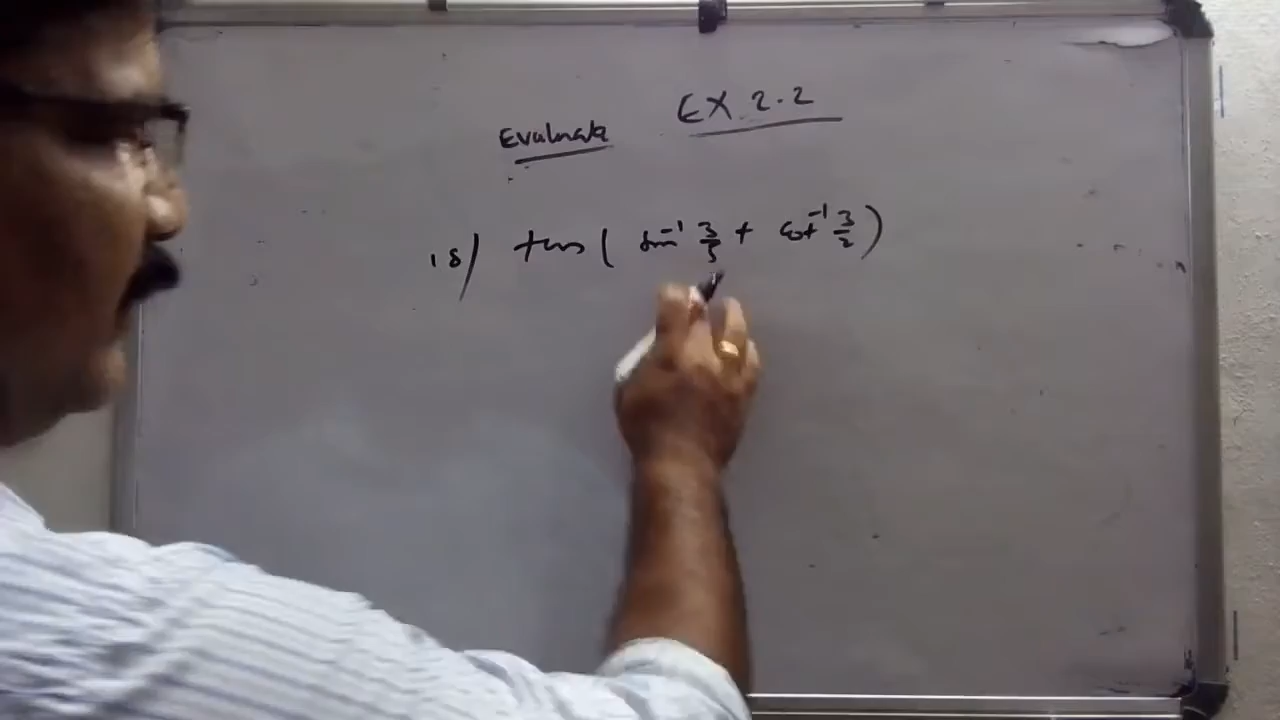 EX 2.2
Evaluate
18) tan( sin⁻¹ 3/5 + cot⁻¹ 3/2 )